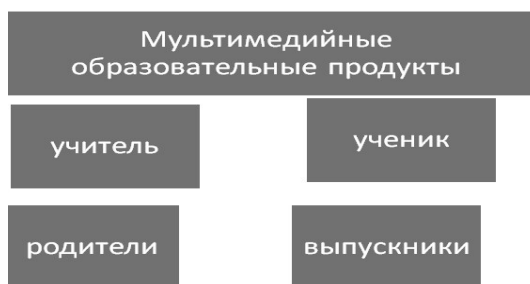 Мультимедийные
образовательные продукты
учитель
ученик
родители
выпускники